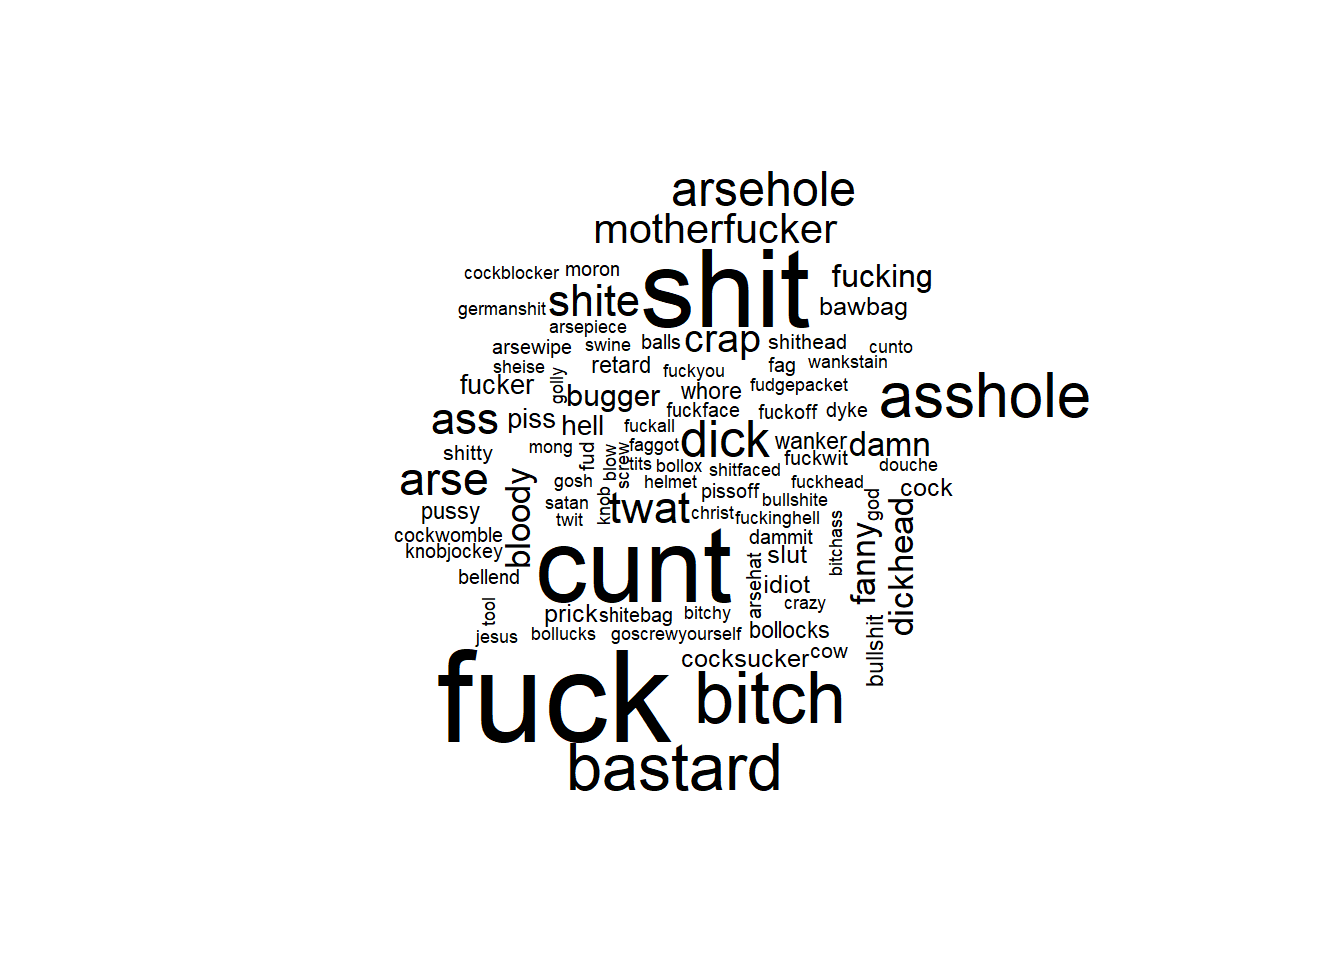 arsehole
motherfucker
shit
cockblocker
moron
fucking
germanshit
shite
bawbag
arsepiece
arsewipe
swine
balls
crap
shithead
cunto
sheise
retard
fuckyou
fag
wankstain
fucker
golly
bugger
whore
fudgepacket
asshole
ass
piss
hell
fuckface
fuckoff
dyke
fuckall
dick
wanker
damn
shitty
mong
fud
blow
screw
faggot
tits
bollox
shitfaced
fuckwit
douche
arse
bloody
gosh
helmet
pissoff
fuckhead
cock
pussy
satan
twit
knob
twat
christ
bullshite
fuckinghell
god
cockwomble
knobjockey
cunt
dammit
slut
bitchass
fanny
dickhead
bellend
arsehat
idiot
crazy
tool
prick
shitebag
bitchy
jesus
bollucks
goscrewyourself
bollocks
bullshit
cocksucker
cow
fuck
bitch
bastard